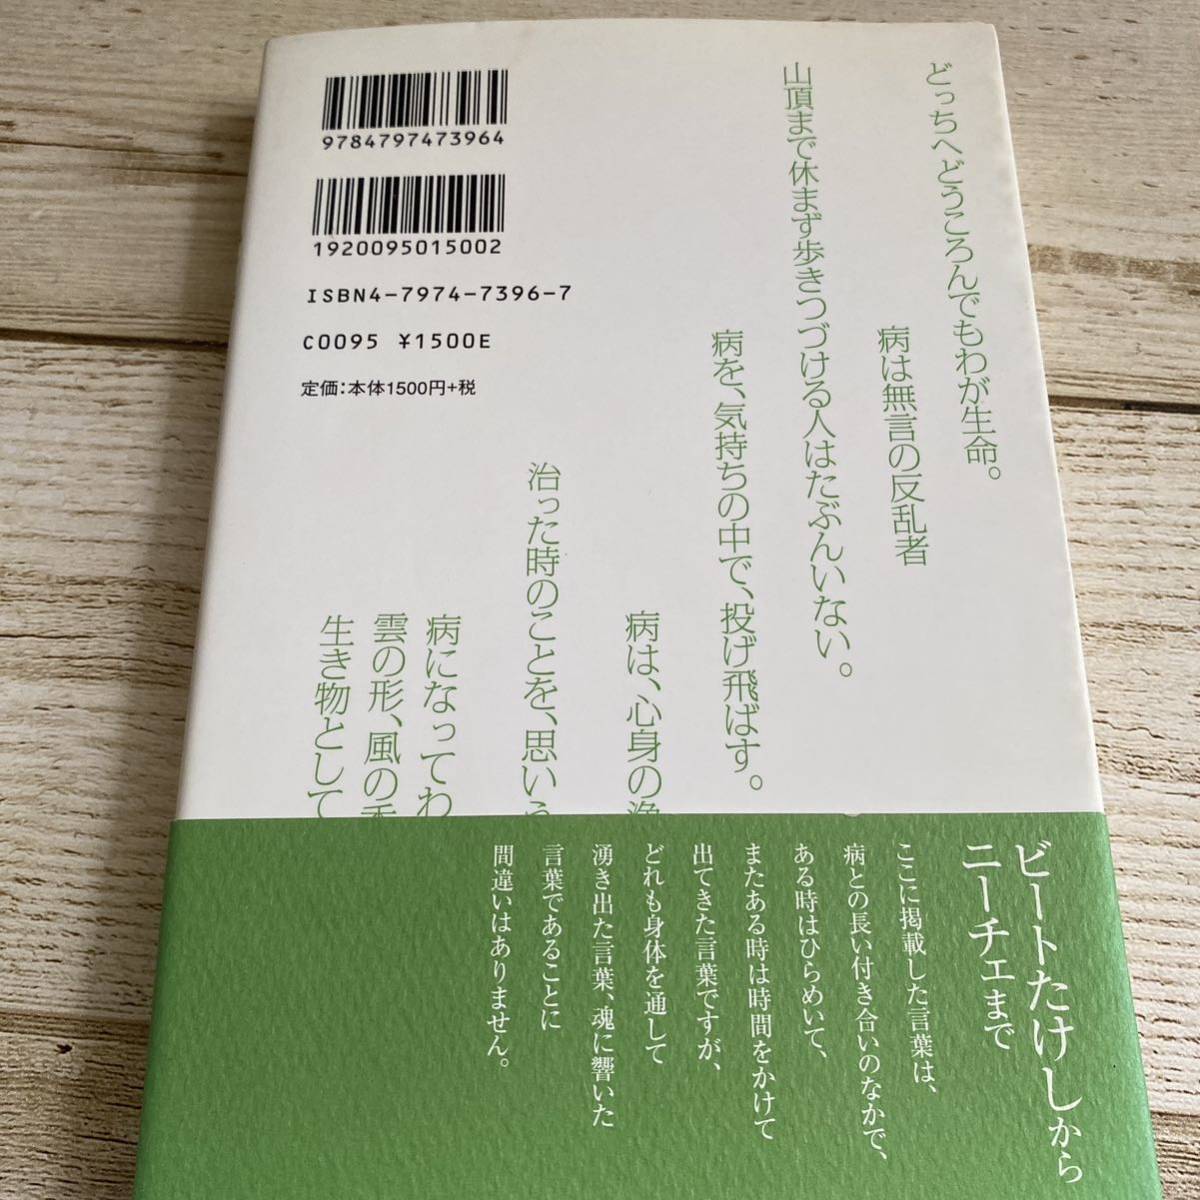 9784797473964
1920095015002
ISBN4-7974-7396-7
C0095 ¥1500E
定価：本体1500円+税
どっちへどうころんでもわが生命。
病は無言の反乱者
山頂まで休まず歩きつづける人はたぶんいない。
病を、気持ちの中で、投げ飛ばす。
病は、心身の
治った時のことを、思い
病になって
雲の形、風の
生き物として
ビートたけしから
ニーチェまで
ここに掲載した言葉は、
病との長い付き合いのなかで、
ある時はひらめいて、
またある時は時間をかけて
出てきた言葉ですが、
どれも身体を通して
湧き出た言葉、魂に響いた
言葉であることに
間違いはありません。